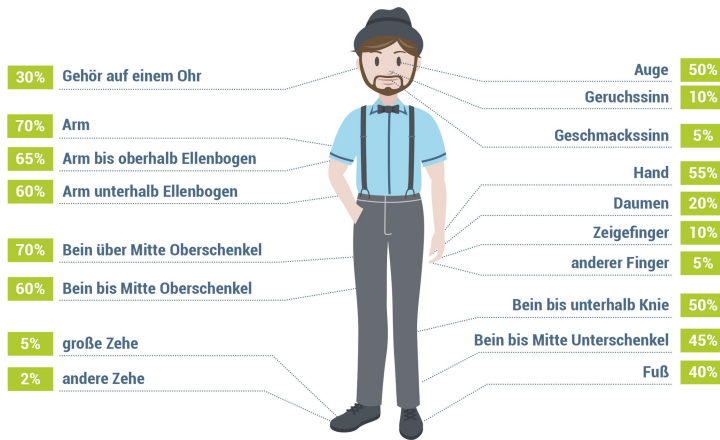 30% Gehör auf einem Ohr
70% Arm
65% Arm bis oberhalb Ellenbogen
60% Arm unterhalb Ellenbogen
70% Bein über Mitte Oberschenkel
60% Bein bis Mitte Oberschenkel
5% große Zehe
2% andere Zehe
Auge 50%
Geruchssinn 10%
Geschmackssinn 5%
Hand 55%
Daumen 20%
Zeigefinger 10%
anderer Finger 5%
Bein bis unterhalb Knie 50%
Bein bis Mitte Unterschenkel 45%
Fuß 40%